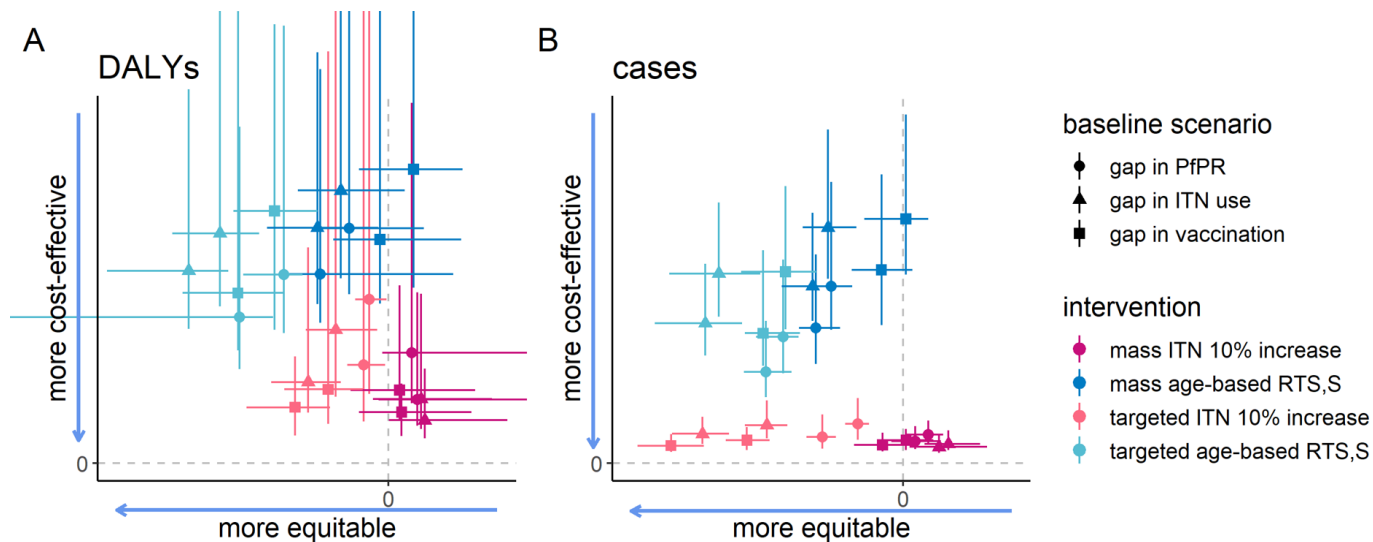 A
DALYs
more cost-effective
0
0
more equitable
B
cases
more cost-effective
0
0
more equitable
baseline scenario
gap in PfPR
gap in ITN use
gap in vaccination
intervention
mass ITN 10% increase
mass age-based RTS,S
targeted ITN 10% increase
targeted age-based RTS,S